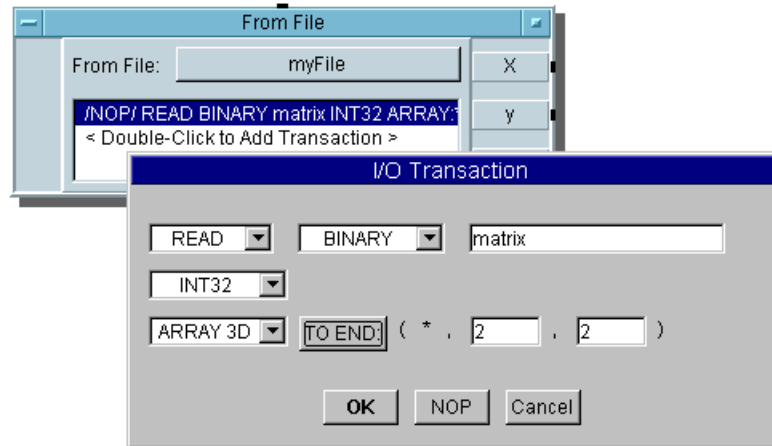 From File
From File: myFile
X
/NOP/ READ BINARY matrix INT32 ARRAY:*
y
< Double-Click to Add Transaction >
I/O Transaction
READ BINARY matrix
INT32
ARRAY 3D TO END: ( * , 2 , 2 )
OK NOP Cancel